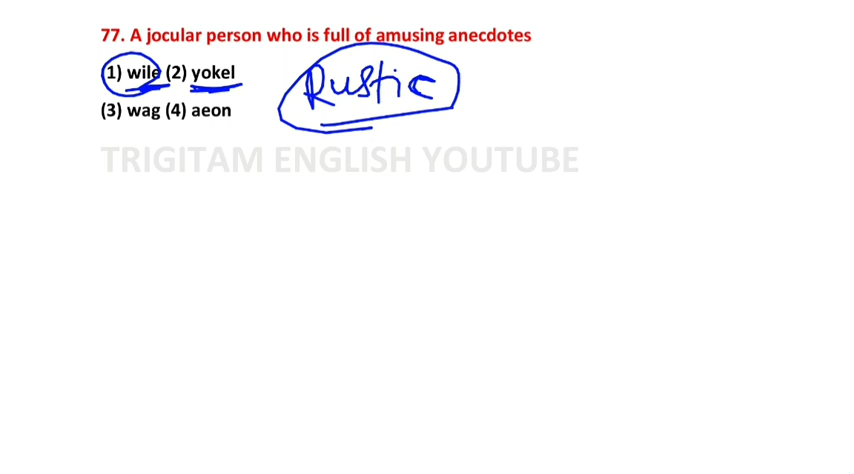 77. A jocular person who is full of amusing anecdotes
(1) wile (2) yokel Rustic
(3) wag (4) aeon
TRIGITAM ENGLISH YOUTUBE